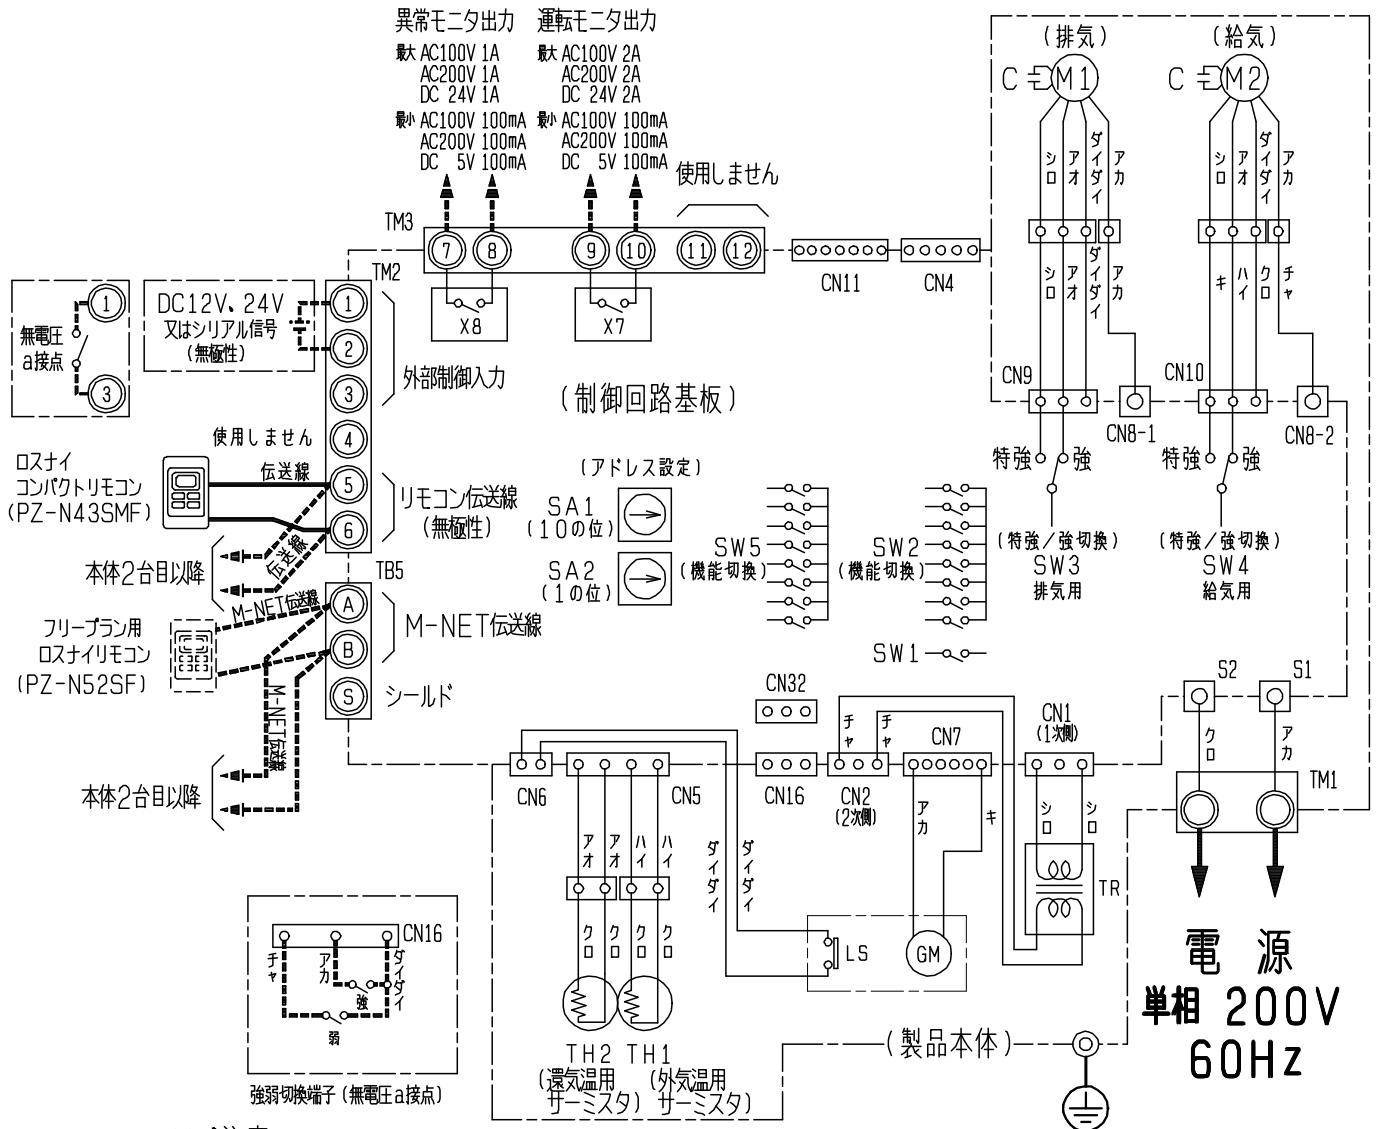 異常モニタ出力 運転モニタ出力
最大 AC100V 1A 最大 AC100V 2A
AC200V 1A AC200V 2A
DC 24V 1A DC 24V 2A
最小 AC100V 100mA 最小 AC100V 100mA
AC200V 100mA AC200V 100mA
DC 5V 100mA DC 5V 100mA
使用しません
TM3
7 8 9 10 11 12
X8 X7
CN11 CN4
(排気) (給気)
C M1 C M2
シロ アオ ダイダイ アカ シロ アオ ダイダイ アカ
シロ アオ ダイダイ アカ キ ハイ クロ チャ
CN9 CN10
CN8-1 CN8-2
特強 強 特強 強
(特強/強切換) (特強/強切換)
SW3 SW4
排気用 給気用
1
無電圧
a接点
3
DC12V、24V
又はシリアル信号
(無極性)
TM2
1
2
3
4
5
6
外部制御入力
使用しません
(制御回路基板)
ロスナイ
コンパクトリモコン
(PZ-N43SMF)
伝送線
伝送線
リモコン伝送線
(無極性)
本体2台目以降
TB5
A
B
S
M-NET伝送線
M-NET伝送線
シールド
フリープラン用
ロスナイリモコン
(PZ-N52SF)
M-NET伝送線
M-NET伝送線
本体2台目以降
(アドレス設定)
SA1
(10の位)
SA2
(1の位)
SW5 SW2
(機能切換) (機能切換)
SW1
CN32
CN6 CN5 CN16 CN2
(2次側)
CN7
CN1
(1次側)
チャ チャ
アカ キ
シロ シロ
TR
S2 S1
クロ アカ
TM1
アオ アオ ハイ ハイ
クロ クロ クロ クロ
ダイダイ ダイダイ
LS GM
TH2 TH1
(還気温用 (外気温用
サーミスタ) サーミスタ)
CN16
チャ アカ ダイダイ
強
弱
強弱切換端子(無電圧a接点)
(製品本体)
電源
単相 200V
60Hz